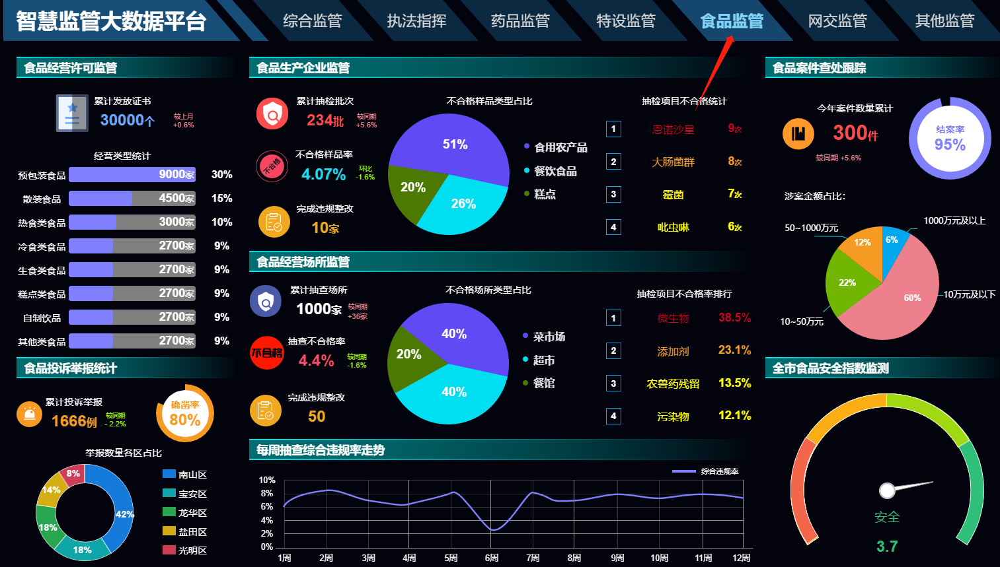 智慧监管大数据平台
综合监管
执法指挥
药品监管
特设监管
食品监管
网交监管
其他监管
食品经营许可监管
累计发放证书
30000个
较上月
+0.6%
经营类型统计
预包装食品 9000家 30%
散装食品 4500家 15%
热食类食品 3000家 10%
冷食类食品 2700家 9%
生食类食品 2700家 9%
糕点类食品 2700家 9%
自制饮品 2700家 9%
其他类食品 2700家 9%
食品投诉举报统计
累计投诉举报
1666例
较同期
- 2.2%
确凿率
80%
举报数量各区占比
8%
14%
42%
18%
18%
南山区
宝安区
龙华区
盐田区
光明区
食品生产企业监管
累计抽检批次
234批
较同期
+5.6%
不合格
不合格样品率
4.07%
环比
-1.6%
完成违规整改
10家
不合格样品类型占比
51%
20%
26%
食用农产品
餐饮食品
糕点
抽检项目不合格统计
1 恩诺沙星 9次
2 大肠菌群 8次
3 霉菌 7次
4 吡虫啉 6次
食品经营场所监管
累计抽查场所
1000家
较同期
+36家
不合格
抽查不合格率
4.4%
较同期
-1.6%
完成违规整改
50
不合格场所类型占比
40%
20%
40%
菜市场
超市
餐馆
抽检项目不合格率排行
1 微生物 38.5%
2 添加剂 23.1%
3 农兽药残留 13.5%
4 污染物 12.1%
每周抽查综合违规率走势
综合违规率
10%
8%
6%
4%
2%
0%
1周 2周 3周 4周 5周 6周 7周 8周 9周 10周 11周 12周
食品案件查处跟踪
今年案件数量累计
300件
较同期 +5.6%
结案率
95%
涉案金额占比：
1000万元及以上
50~1000万元
6%
12%
22%
60%
10万元及以下
10~50万元
全市食品安全指数监测
安全
3.7